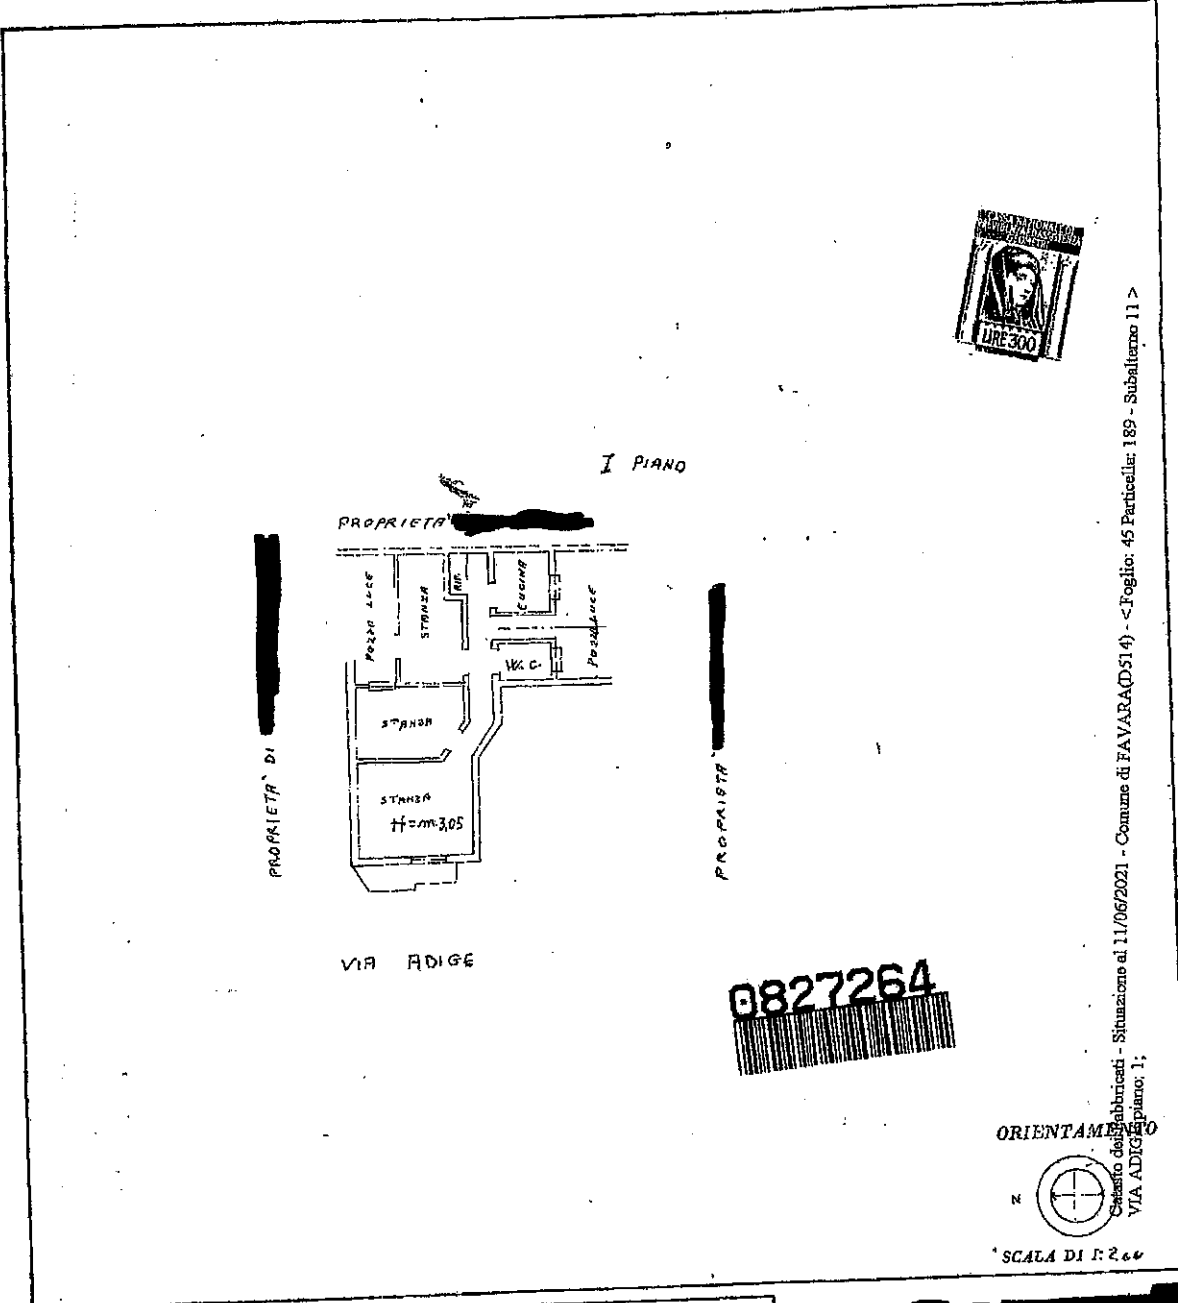 LIRE 300
I PIANO
PROPRIETA'
POZZO LUCE
STANZA
RIP.
CUCINA
POZZO LUCE
W.C.
STANZA
STANZA
H=m.3,05
PROPRIETA' DI
PROPRIETA'
VIA ADIGE
0827264
ORIENTAMENTO
N
SCALA DI 1:200
Catasto dei Fabbricati - Situazione al 11/06/2021 - Comune di FAVARA(D514) - <Foglio: 45 Particella: 189 - Subalterno 11 >
VIA ADIGE piano: 1;